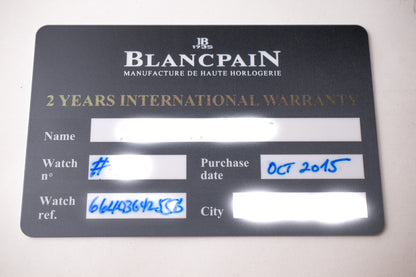 JB
1735
BLANCPAIN
MANUFACTURE DE HAUTE HORLOGERIE
2 YEARS INTERNATIONAL WARRANTY
Name
Watch n° # Purchase date OCT 2015
Watch ref. City